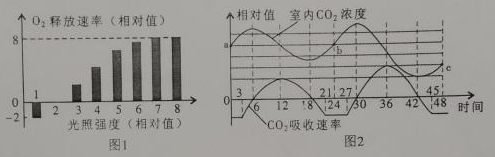 O₂ 释放速率（相对值）
8
0
-2
1 2 3 4 5 6 7 8
光照强度（相对值）
图1
相对值 室内CO₂浓度
a b c
0
3 6 12 18 21 24 27 30 36 42 45 48
时间
CO₂吸收速率
图2